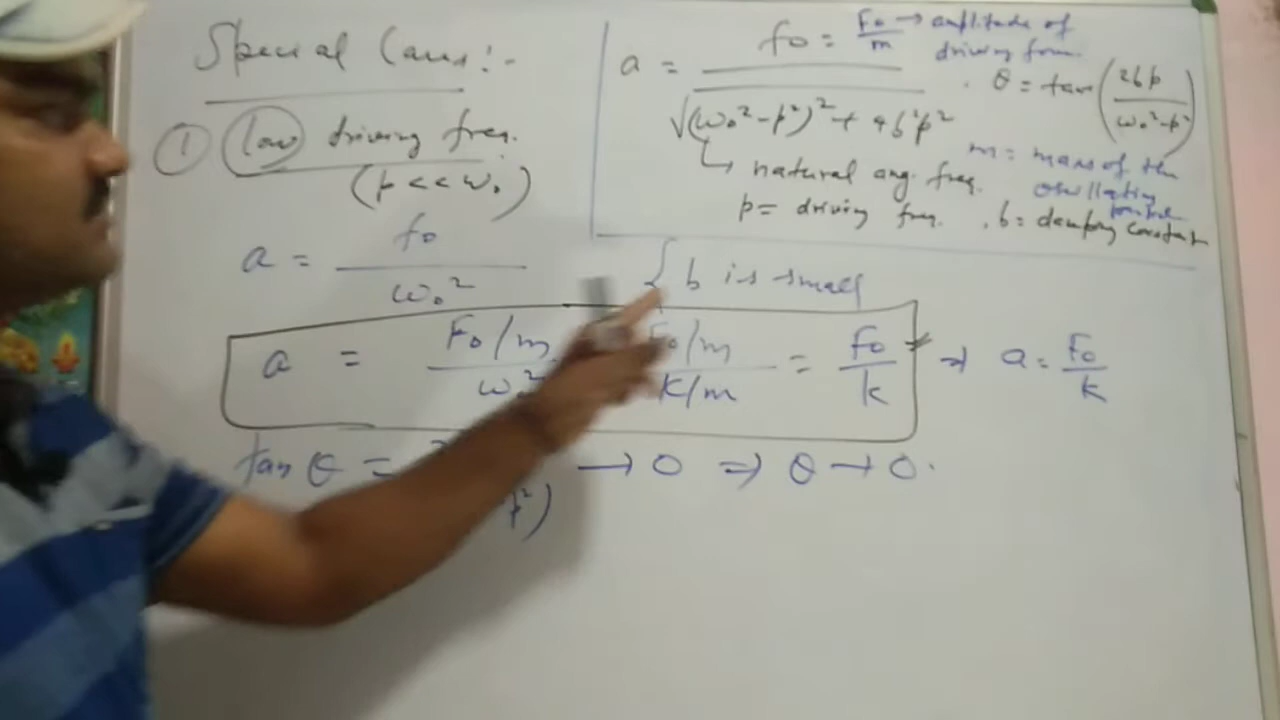 Special Cases:-
① low driving freq.
(p << ω₀)
a = f₀ / ω₀²
{ b is small
a = F₀/m / ω₀² F₀/m / K/m = F₀ / k ⇒ a = F₀ / k
tan θ = p²) → 0 ⇒ θ → 0.
a = f₀ = F₀/m → amplitude of
driving force
√(ω₀² - p²)² + 4b²p²
θ = tan (2bp / ω₀² - p²)
↳ natural ang. freq.
m = mass of the
oscillating
p = driving freq. , b = damping constant